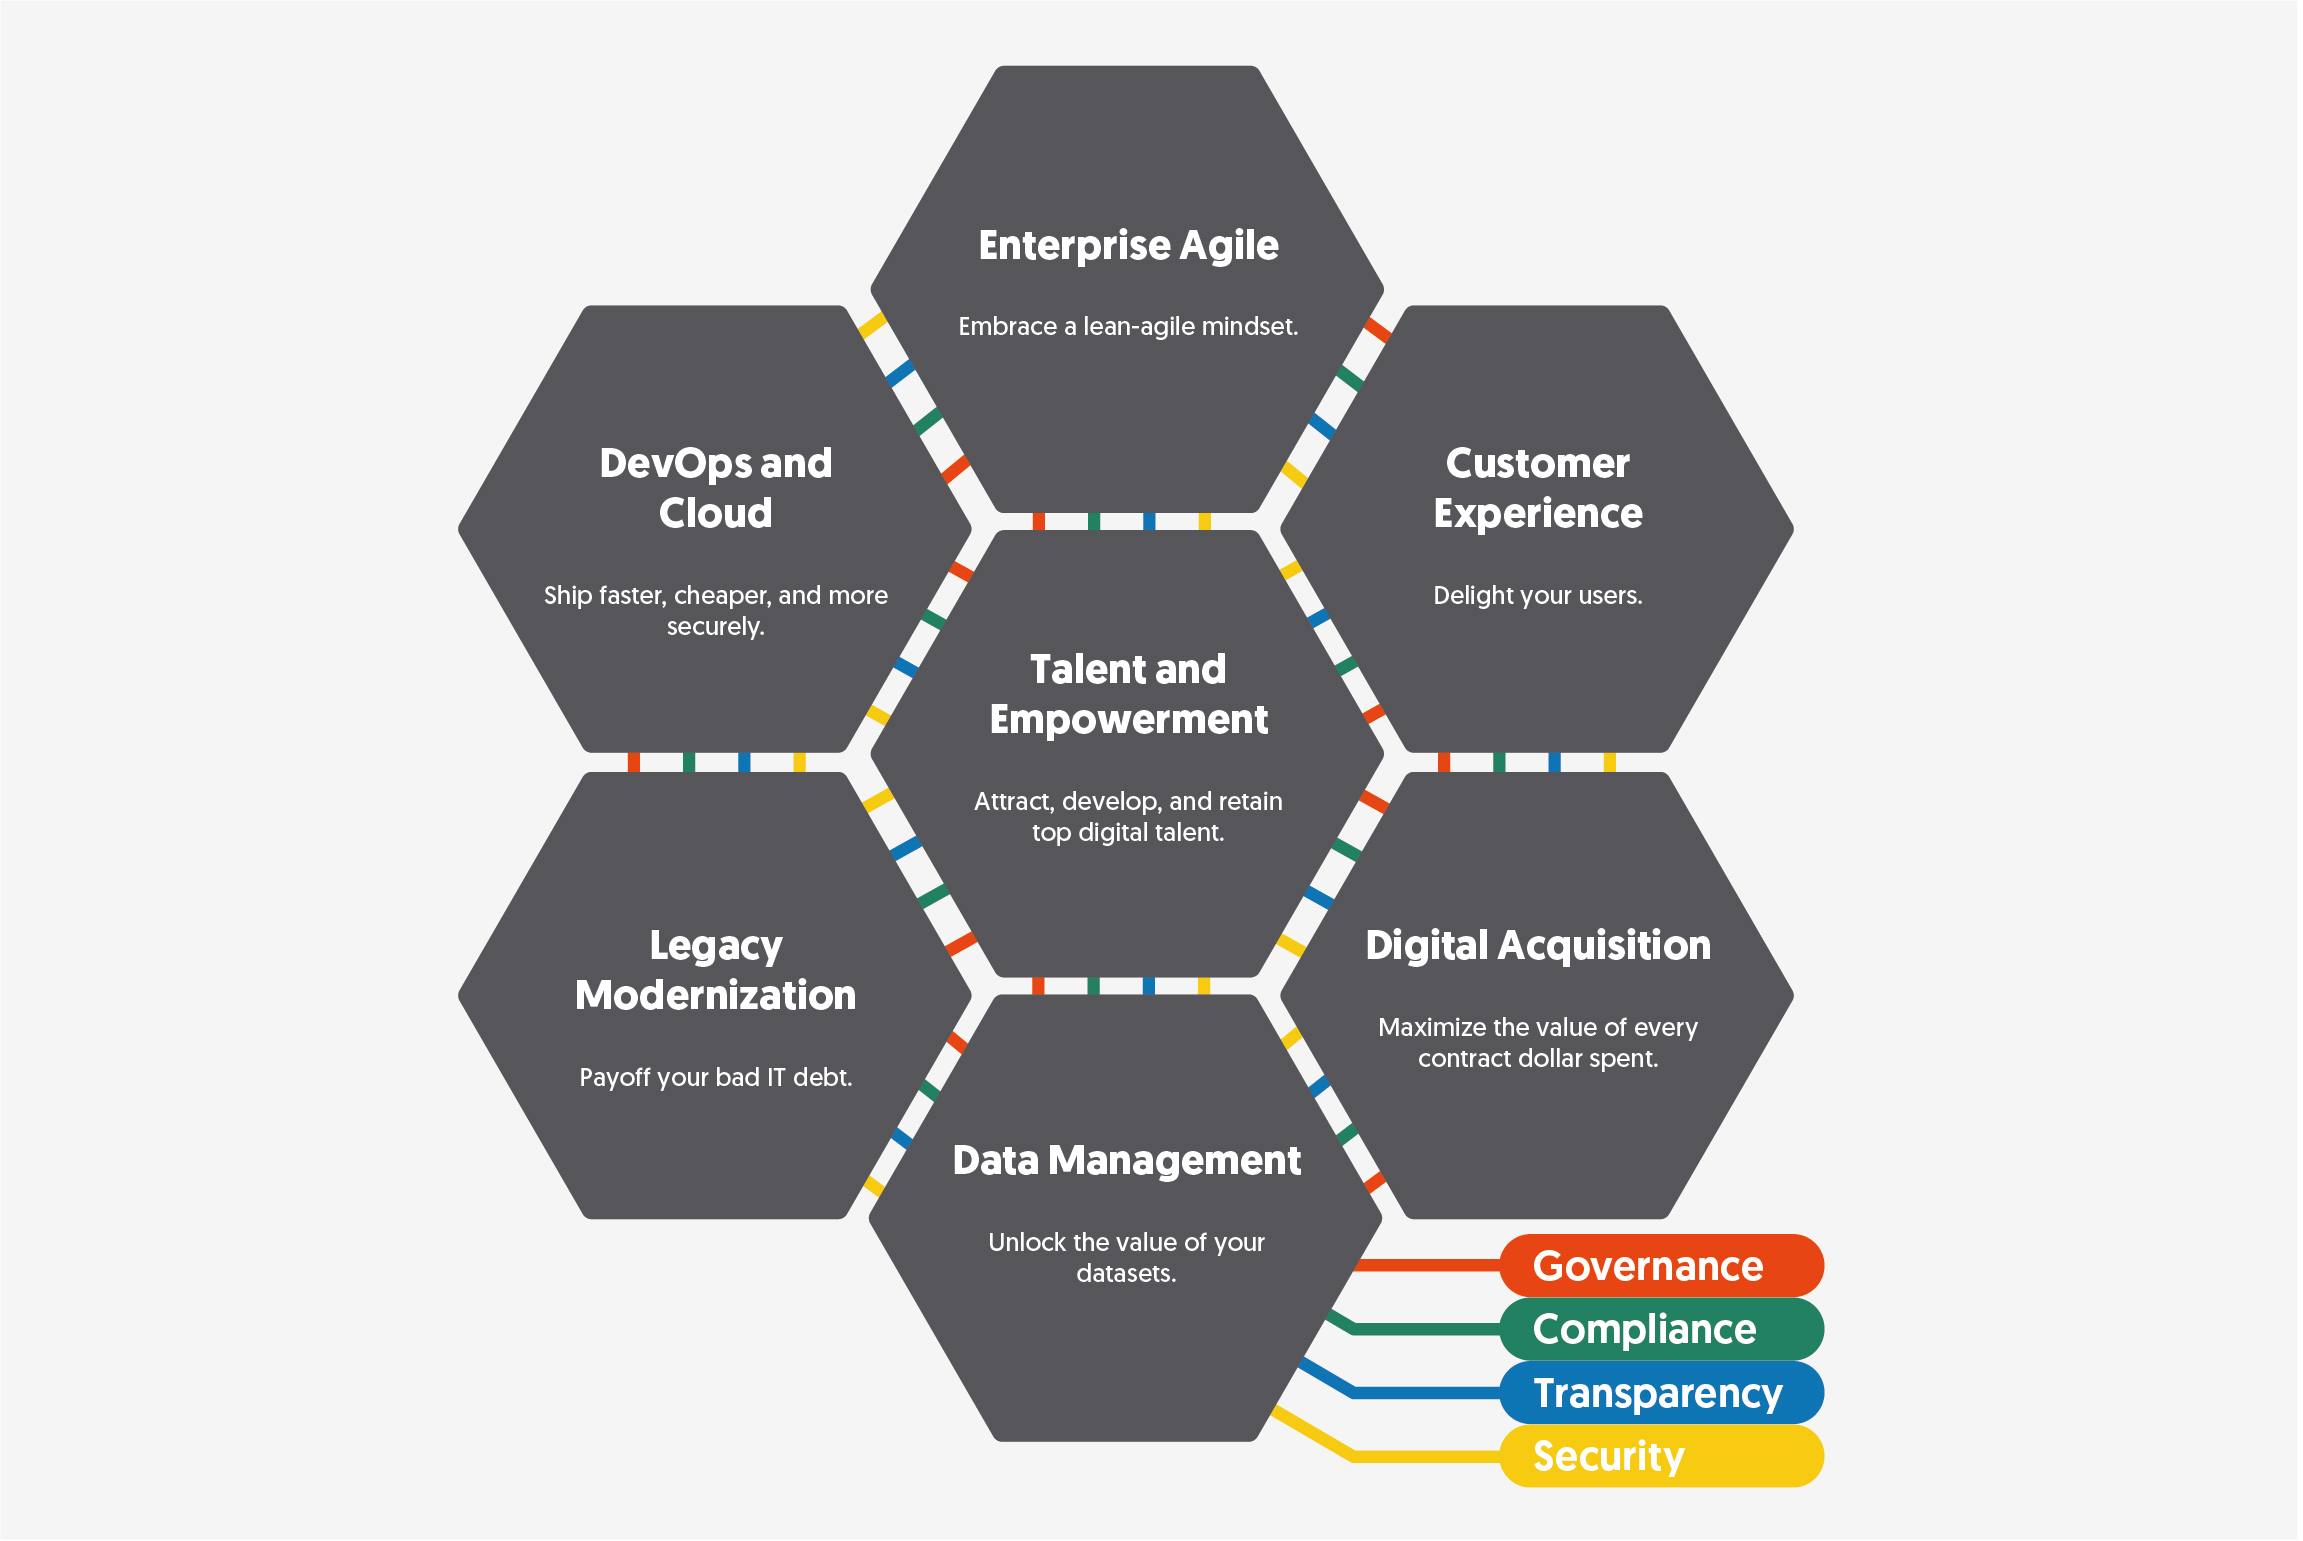 Enterprise Agile
Embrace a lean-agile mindset.
DevOps and
Cloud
Ship faster, cheaper, and more
securely.
Customer
Experience
Delight your users.
Talent and
Empowerment
Attract, develop, and retain
top digital talent.
Legacy
Modernization
Payoff your bad IT debt.
Digital Acquisition
Maximize the value of every
contract dollar spent.
Data Management
Unlock the value of your
datasets.
Governance
Compliance
Transparency
Security